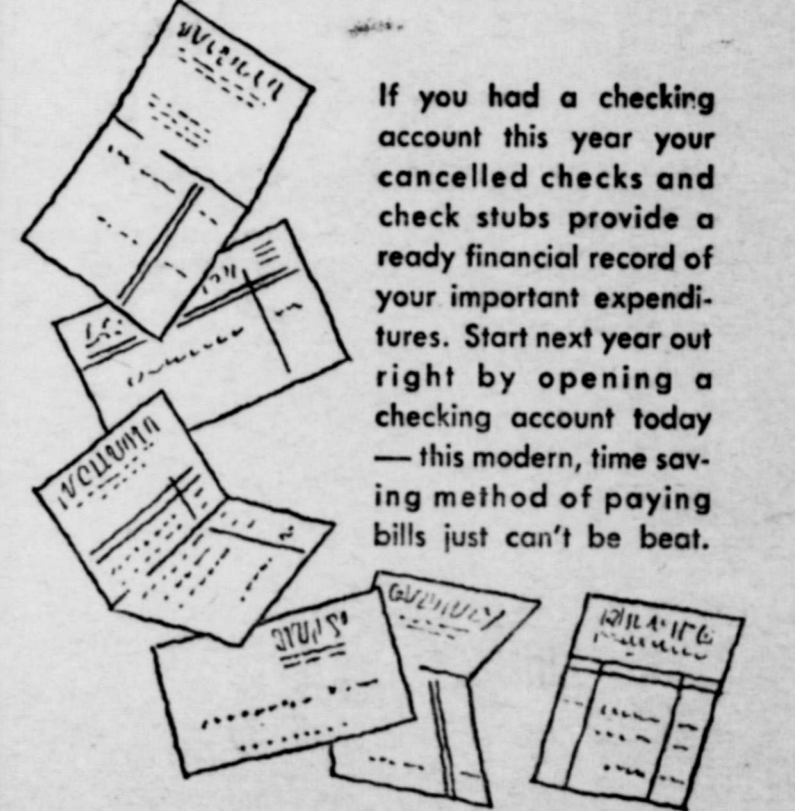 If you had a checking
account this year your
cancelled checks and
check stubs provide a
ready financial record of
your important expendi-
tures. Start next year out
right by opening a
checking account today
— this modern, time sav-
ing method of paying
bills just can't be beat.